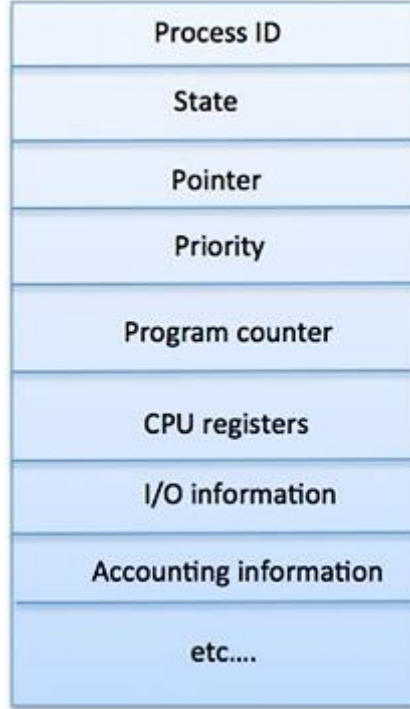 Process ID
State
Pointer
Priority
Program counter
CPU registers
I/O information
Accounting information
etc....